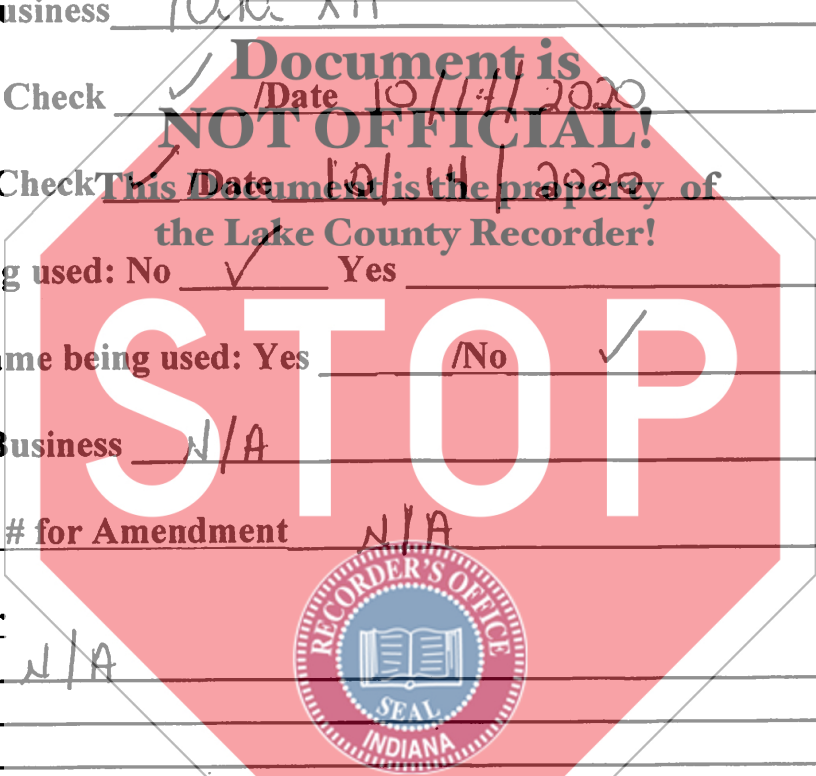 usiness
Document is
Check ✓ /Date 10/14/2020
NOT OFFICIAL!
Check ✓ /Date 10/14/2020
This Document is the property of
the Lake County Recorder!
g used: No ✓ Yes
STOP
me being used: Yes /No ✓
Business N/A
# for Amendment N/A
RECORDER'S OFFICE
N/A
SEAL
INDIANA